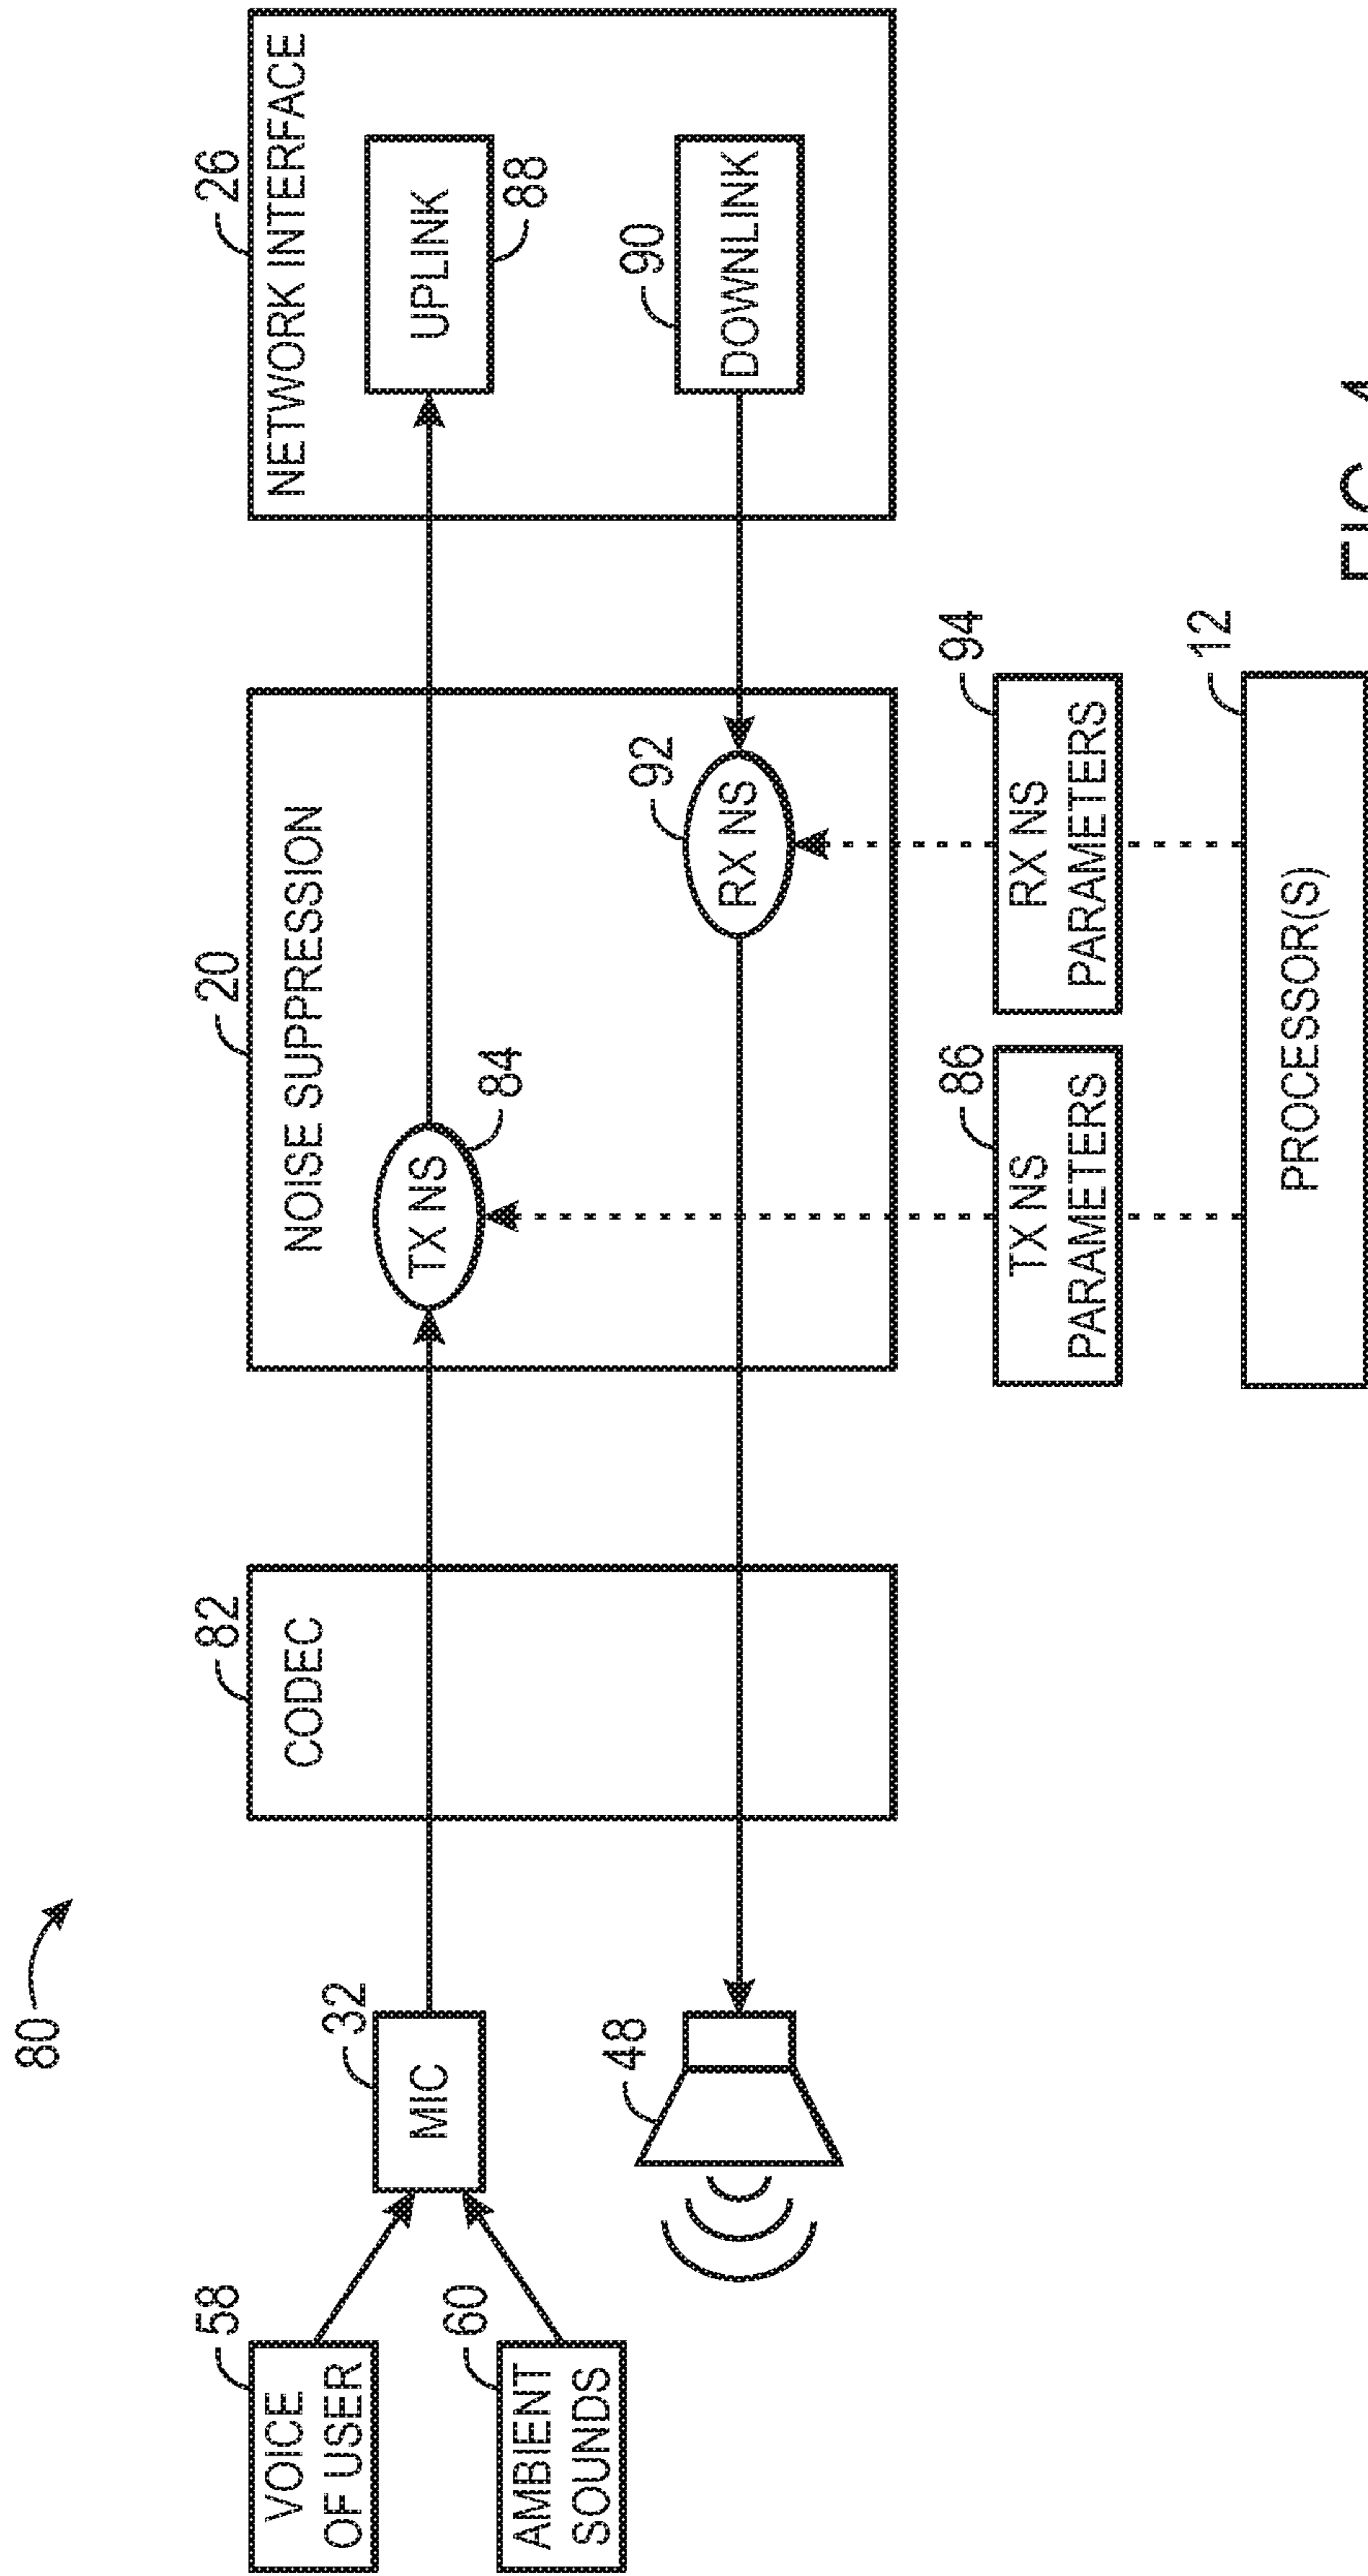 80
58
VOICE
OF USER
60
AMBIENT
SOUNDS
32
MIC
48
82
CODEC
20
NOISE SUPPRESSION
TX NS
84
92
RX NS
86
TX NS
PARAMETERS
94
RX NS
PARAMETERS
12
PROCESSOR(S)
26
NETWORK INTERFACE
UPLINK
88
90
DOWNLINK